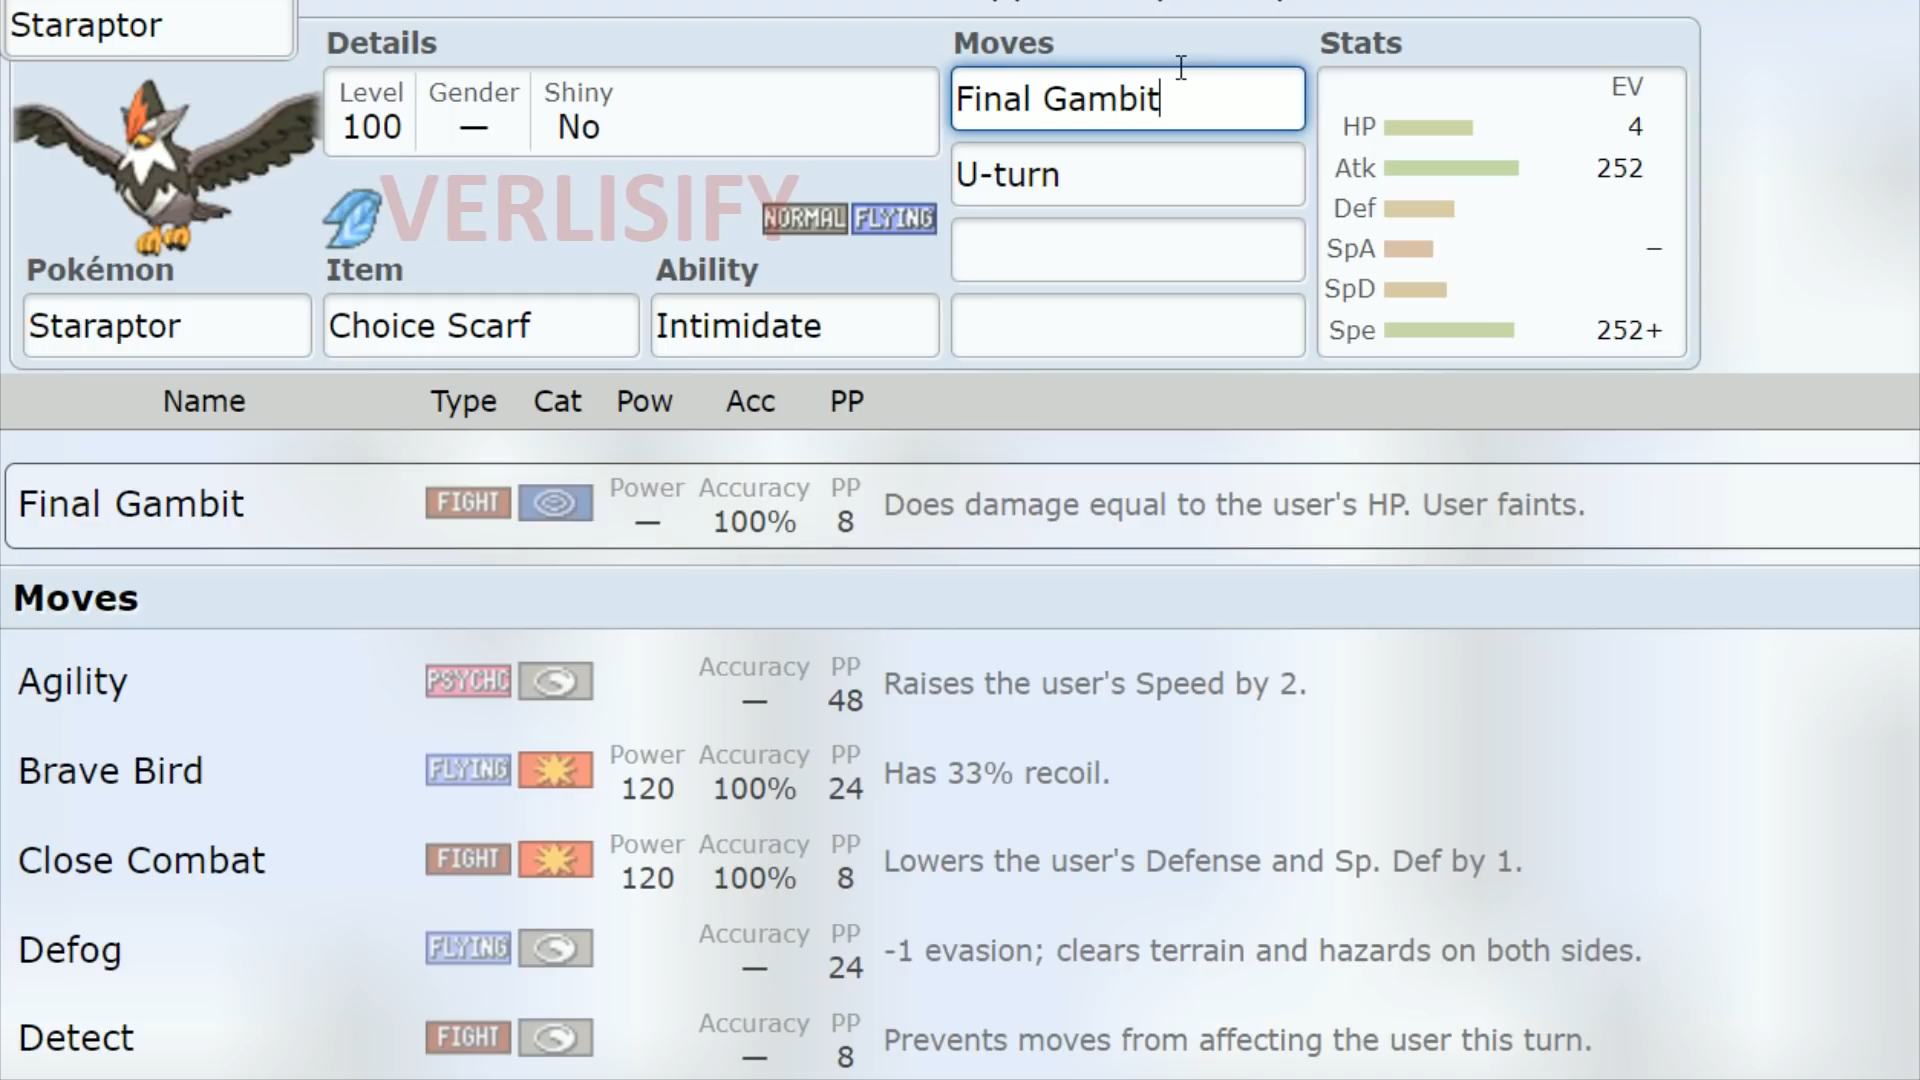 Staraptor
Details
Moves
Stats
Level
Gender
Shiny
100
—
No
Final Gambit
U-turn
EV
HP 4
Atk 252
Def
SpA –
SpD
Spe 252+
VERLISIFY
NORMAL FLYING
Pokémon
Item
Ability
Staraptor
Choice Scarf
Intimidate
Name Type Cat Pow Acc PP
Final Gambit FIGHT Power — Accuracy 100% PP 8 Does damage equal to the user's HP. User faints.
Moves
Agility PSYCHC Accuracy — PP 48 Raises the user's Speed by 2.
Brave Bird FLYING Power 120 Accuracy 100% PP 24 Has 33% recoil.
Close Combat FIGHT Power 120 Accuracy 100% PP 8 Lowers the user's Defense and Sp. Def by 1.
Defog FLYING Accuracy — PP 24 -1 evasion; clears terrain and hazards on both sides.
Detect FIGHT Accuracy — PP 8 Prevents moves from affecting the user this turn.